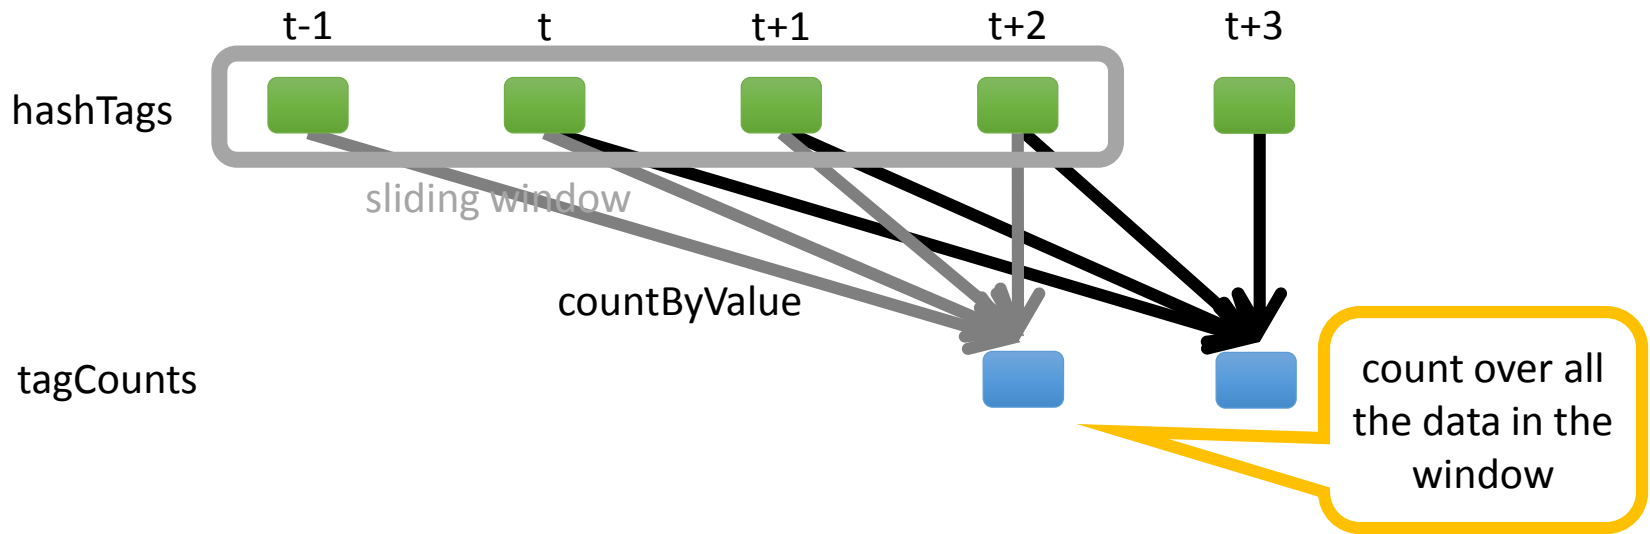 t-1 t t+1 t+2 t+3
hashTags
sliding window
countByValue
tagCounts
count over all
the data in the
window